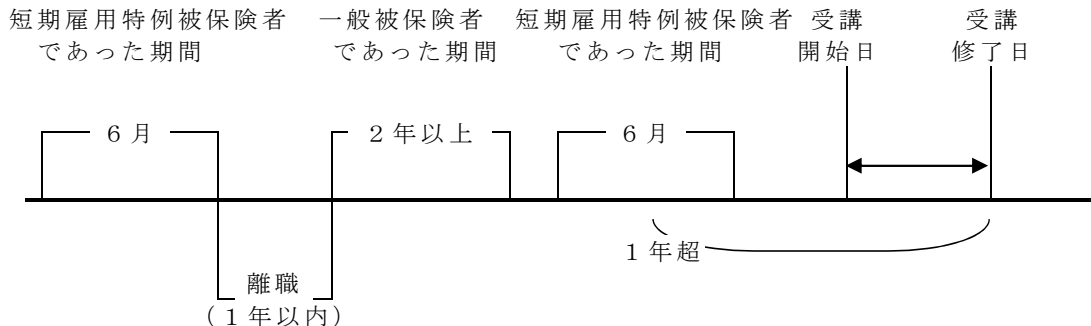 短期雇用特例被保険者 一般被保険者 短期雇用特例被保険者 受講 受講
であった期間 であった期間 であった期間 開始日 修了日
6月 2年以上 6月
1年超
離職
(1年以内)